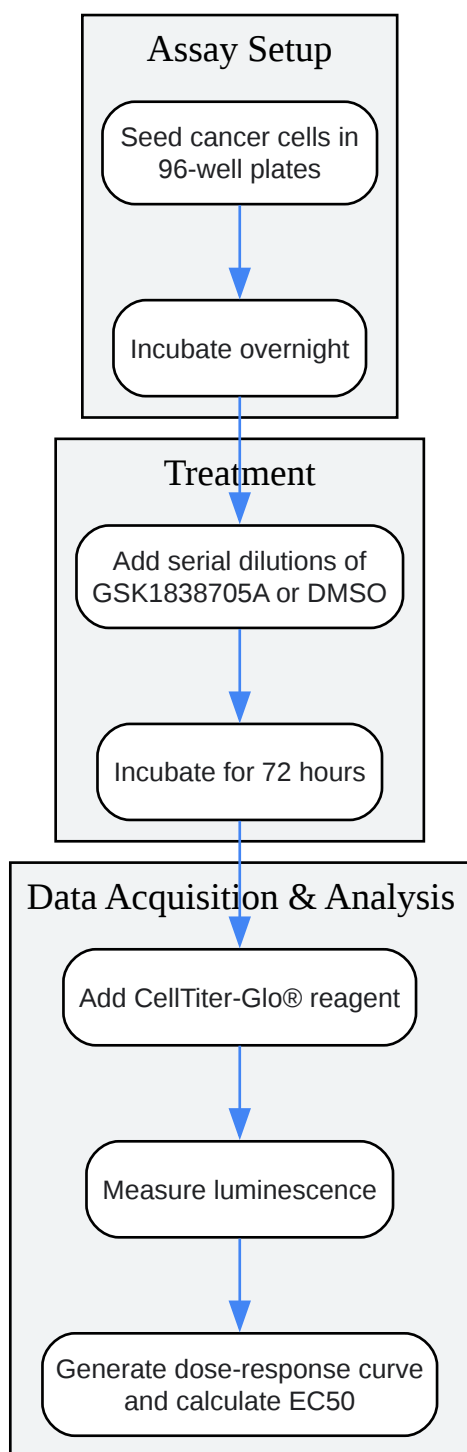 Assay Setup
Seed cancer cells in
96-well plates
Incubate overnight
Treatment
Add serial dilutions of
GSK1838705A or DMSO
Incubate for 72 hours
Data Acquisition & Analysis
Add CellTiter-Glo® reagent
Measure luminescence
Generate dose-response curve
and calculate EC50